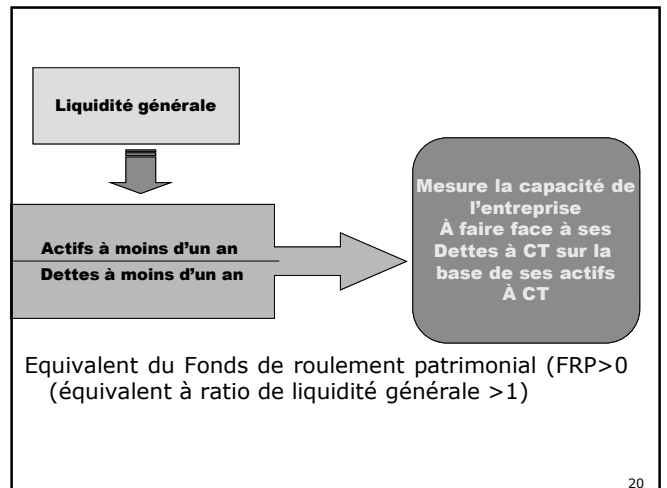 Liquidité générale
Actifs à moins d’un an
Dettes à moins d’un an
Mesure la capacité de
l’entreprise
À faire face à ses
Dettes à CT sur la
base de ses actifs
À CT
Equivalent du Fonds de roulement patrimonial (FRP>0
(équivalent à ratio de liquidité générale >1)
20